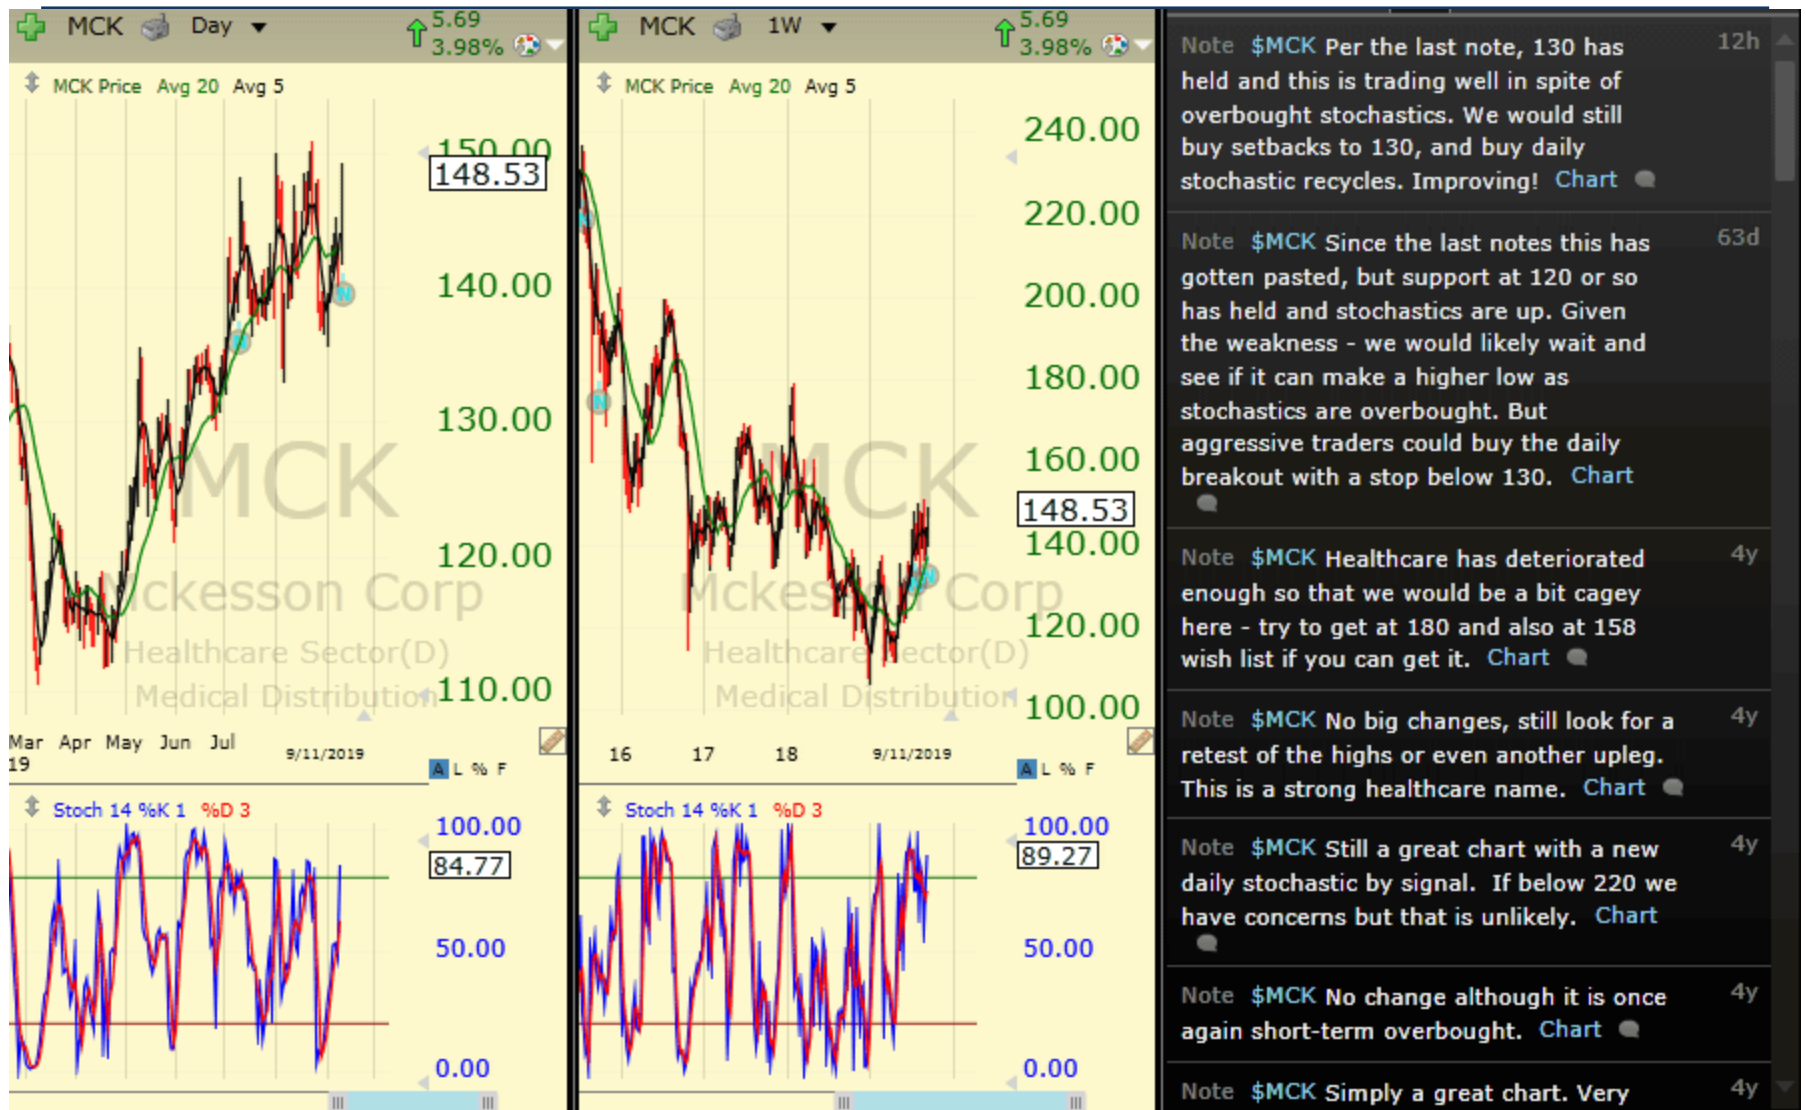 MCK Day
5.69
3.98%
MCK Price Avg 20 Avg 5
150.00
148.53
140.00
130.00
120.00
110.00
MCK
Mckesson Corp
Healthcare Sector(D)
Medical Distribution
Mar Apr May Jun Jul
19
9/11/2019
A L % F
Stoch 14 %K 1 %D 3
100.00
84.77
50.00
0.00
N
N
MCK 1W
5.69
3.98%
MCK Price Avg 20 Avg 5
240.00
220.00
200.00
180.00
160.00
148.53
140.00
120.00
100.00
MCK
Mckesson Corp
Healthcare Sector(D)
Medical Distribution
N
N
16 17 18 9/11/2019
A L % F
Stoch 14 %K 1 %D 3
100.00
89.27
50.00
0.00
Note $MCK Per the last note, 130 has 12h
held and this is trading well in spite of
overbought stochastics. We would still
buy setbacks to 130, and buy daily
stochastic recycles. Improving! Chart
Note $MCK Since the last notes this has 63d
gotten pasted, but support at 120 or so
has held and stochastics are up. Given
the weakness - we would likely wait and
see if it can make a higher low as
stochastics are overbought. But
aggressive traders could buy the daily
breakout with a stop below 130. Chart
Note $MCK Healthcare has deteriorated 4y
enough so that we would be a bit cagey
here - try to get at 180 and also at 158
wish list if you can get it. Chart
Note $MCK No big changes, still look for a 4y
retest of the highs or even another upleg.
This is a strong healthcare name. Chart
Note $MCK Still a great chart with a new 4y
daily stochastic by signal. If below 220 we
have concerns but that is unlikely. Chart
Note $MCK No change although it is once 4y
again short-term overbought. Chart
Note $MCK Simply a great chart. Very 4y